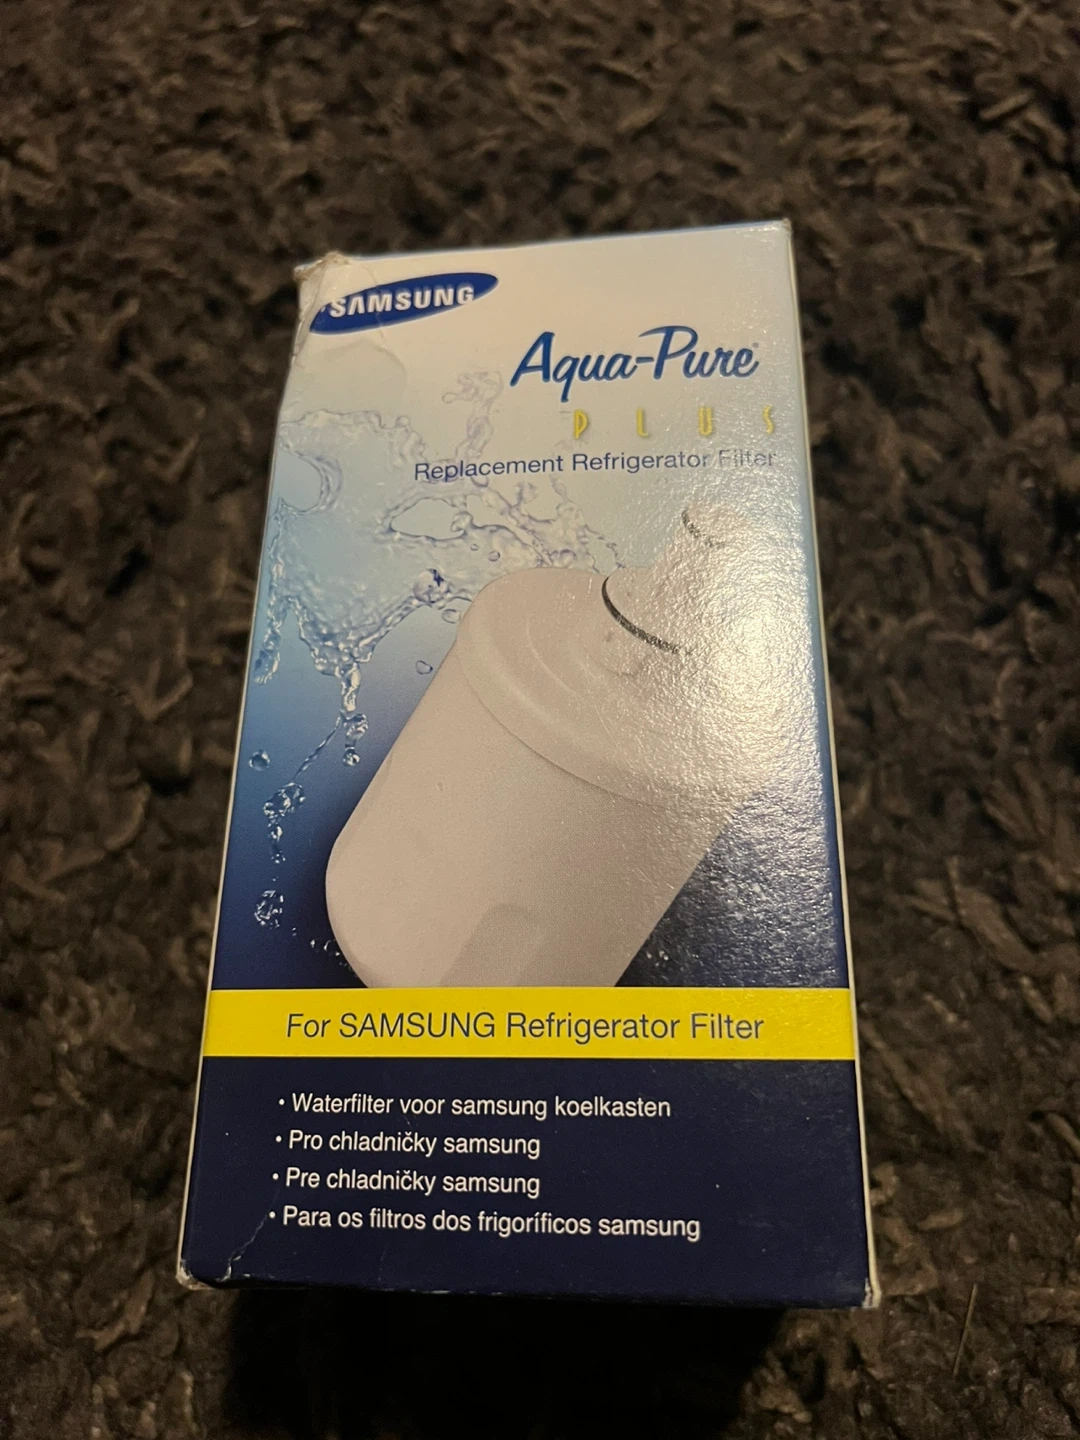 SAMSUNG
Aqua-Pure
PLUS
Replacement Refrigerator Filter
For SAMSUNG Refrigerator Filter
• Waterfilter voor samsung koelkasten
• Pro chladničky samsung
• Pre chladničky samsung
• Para os filtros dos frigoríficos samsung